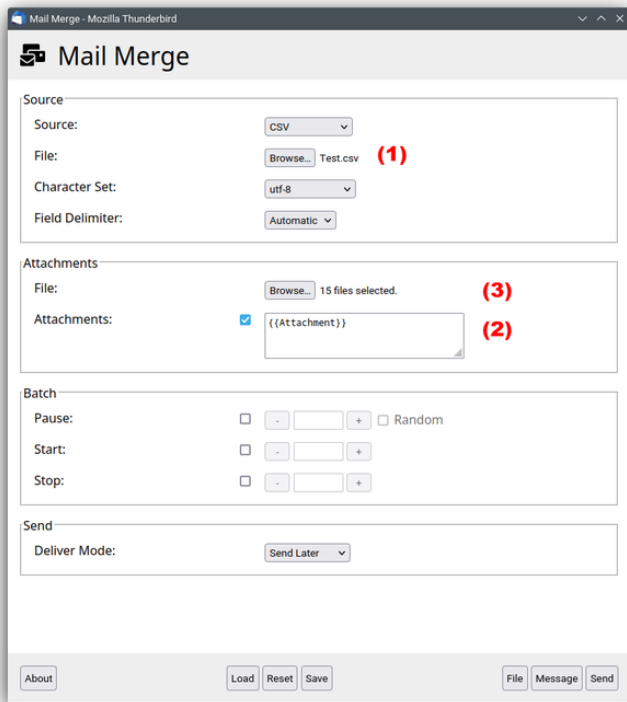 Mail Merge - Mozilla Thunderbird
Mail Merge
Source
Source: CSV
File: Browse... Test.csv (1)
Character Set: utf-8
Field Delimiter: Automatic
Attachments
File: Browse... 15 files selected. (3)
Attachments: {{Attachment}} (2)
Batch
Pause: - + Random
Start: - +
Stop: - +
Send
Deliver Mode: Send Later
About Load Reset Save File Message Send